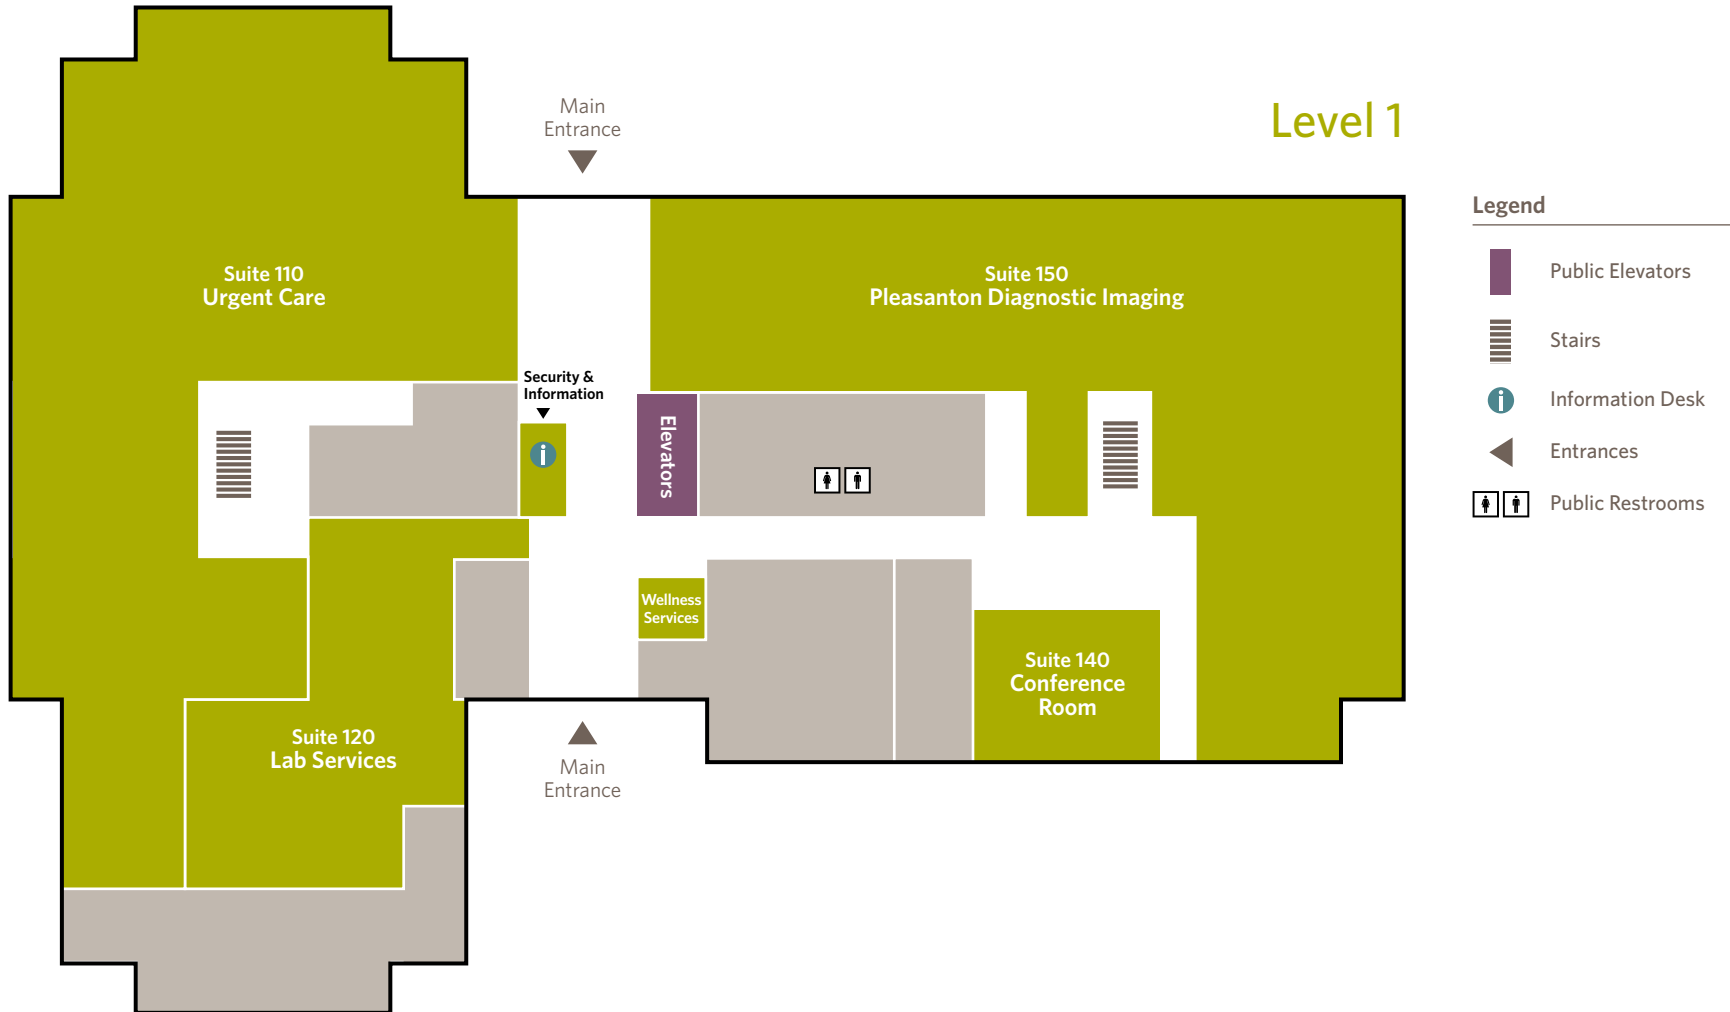 Main
Entrance
Level 1
Legend
Public Elevators
Stairs
i
Information Desk
Entrances
Public Restrooms
Suite 110
Urgent Care
Suite 150
Pleasanton Diagnostic Imaging
Security &
Information
i
Elevators
Wellness
Services
Suite 140
Conference
Room
Suite 120
Lab Services
Main
Entrance